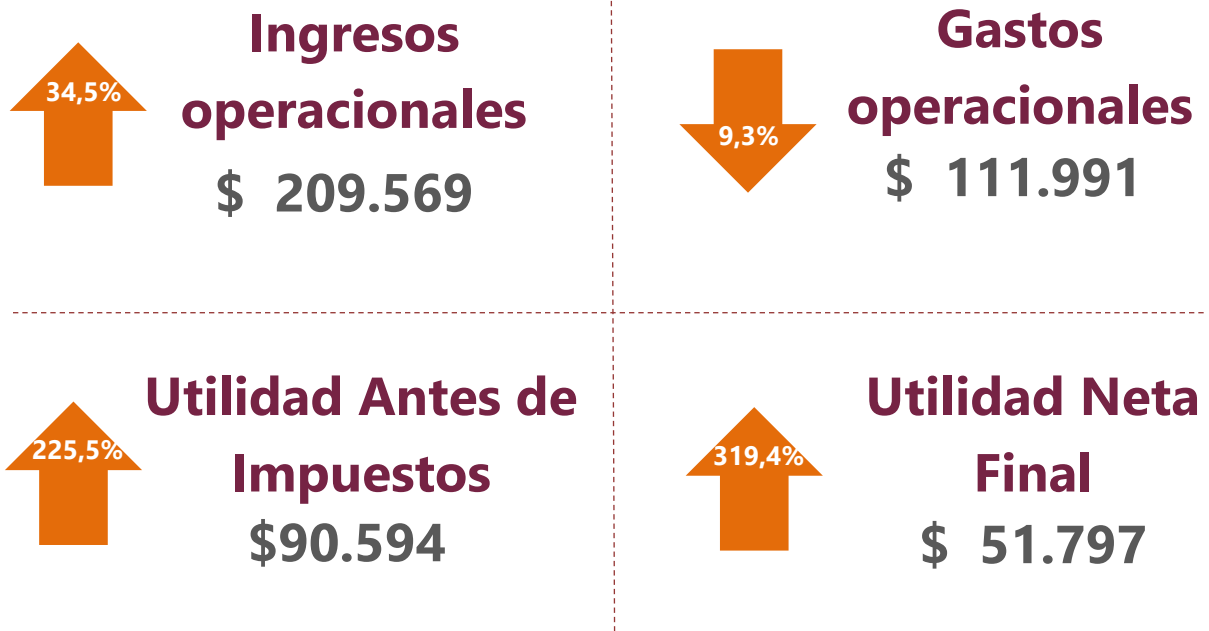 34,5%
Ingresos
operacionales
$ 209.569
9,3%
Gastos
operacionales
$ 111.991
225,5%
Utilidad Antes de
Impuestos
$90.594
319,4%
Utilidad Neta
Final
$ 51.797